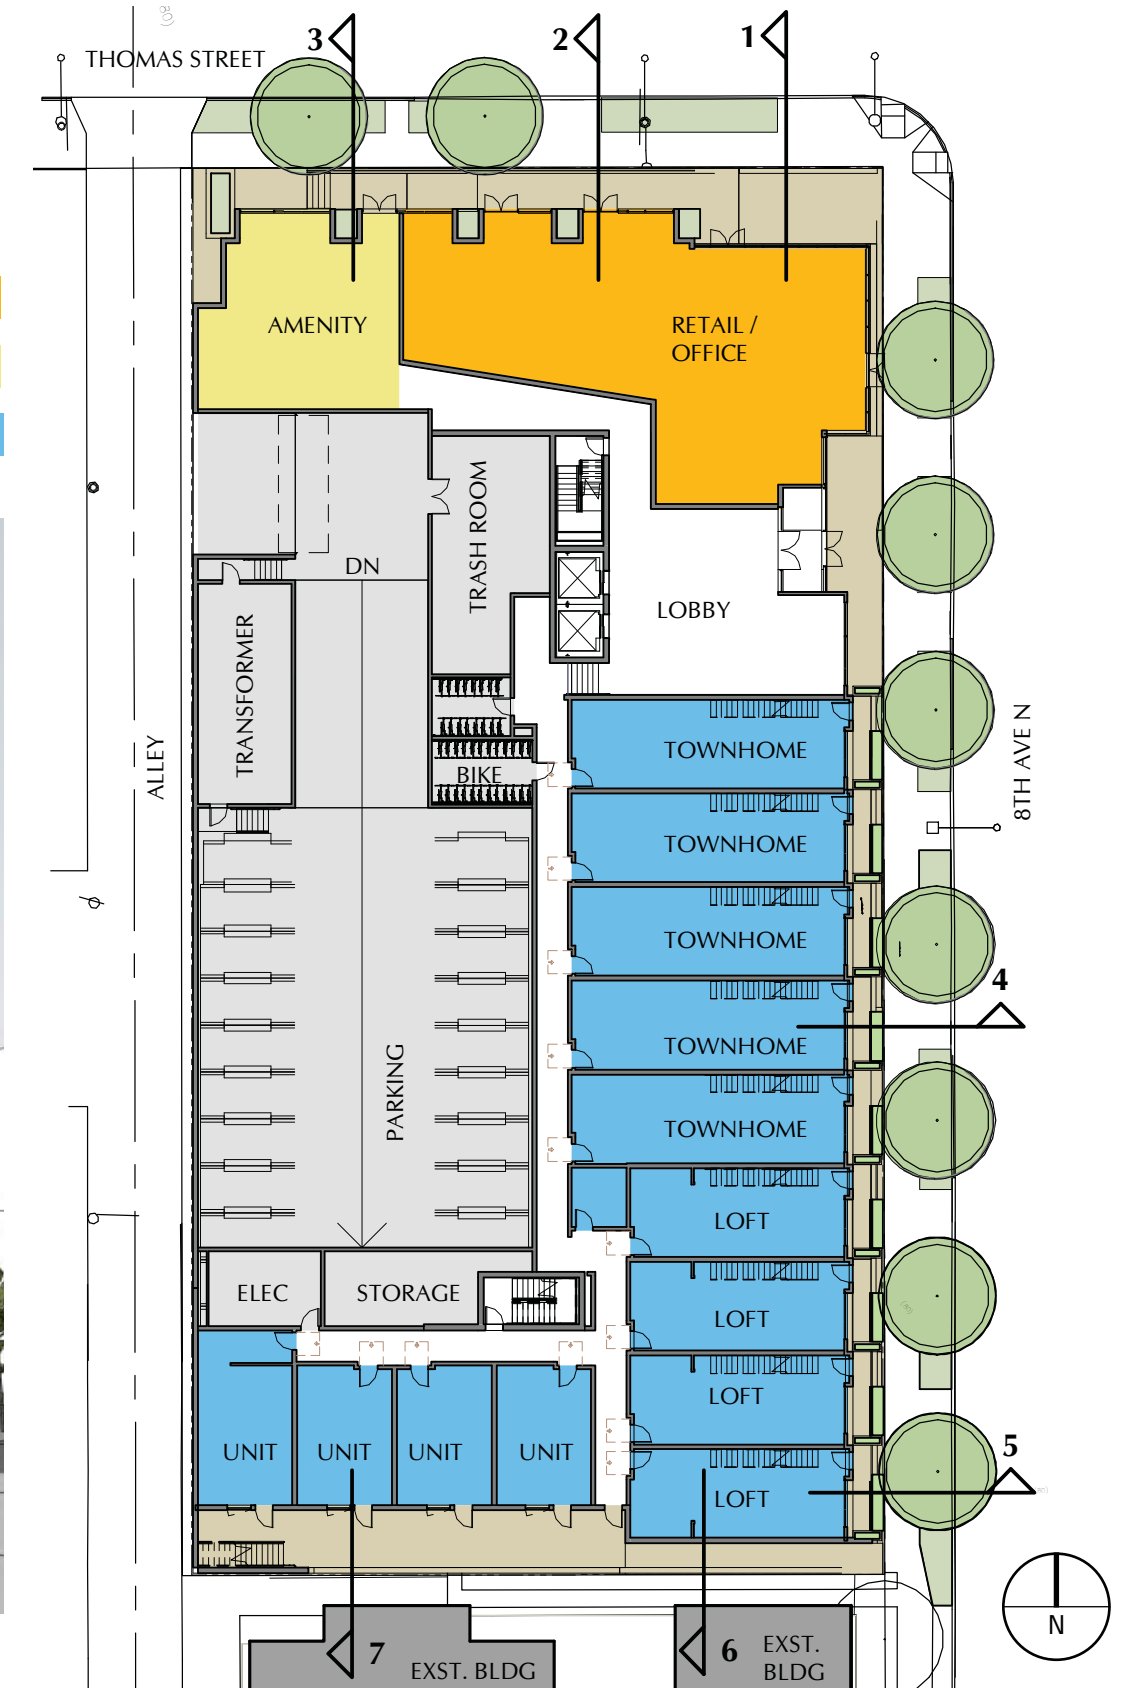 THOMAS STREET
3
2
1
AMENITY
RETAIL /
OFFICE
TRASH ROOM
DN
LOBBY
TRANSFORMER
ALLEY
BIKE
TOWNHOME
8TH AVE N
TOWNHOME
TOWNHOME
4
TOWNHOME
PARKING
TOWNHOME
LOFT
ELEC
STORAGE
LOFT
LOFT
UNIT
UNIT
UNIT
UNIT
5
LOFT
N
7
EXST. BLDG
6
EXST.
BLDG